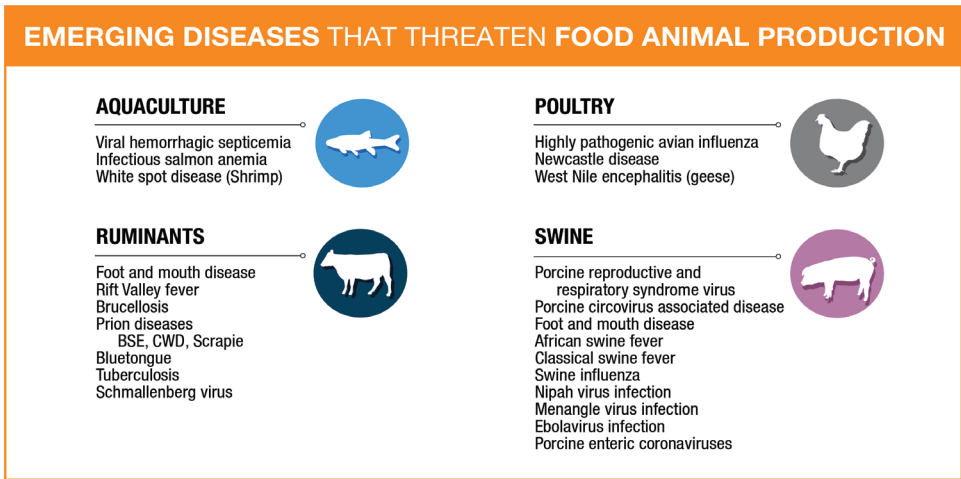 EMERGING DISEASES THAT THREATEN FOOD ANIMAL PRODUCTION
AQUACULTURE
Viral hemorrhagic septicemia
Infectious salmon anemia
White spot disease (Shrimp)
POULTRY
Highly pathogenic avian influenza
Newcastle disease
West Nile encephalitis (geese)
RUMINANTS
Foot and mouth disease
Rift Valley fever
Brucellosis
Prion diseases
BSE, CWD, Scrapie
Bluetongue
Tuberculosis
Schmallenberg virus
SWINE
Porcine reproductive and
respiratory syndrome virus
Porcine circovirus associated disease
Foot and mouth disease
African swine fever
Classical swine fever
Swine influenza
Nipah virus infection
Menangle virus infection
Ebolavirus infection
Porcine enteric coronaviruses